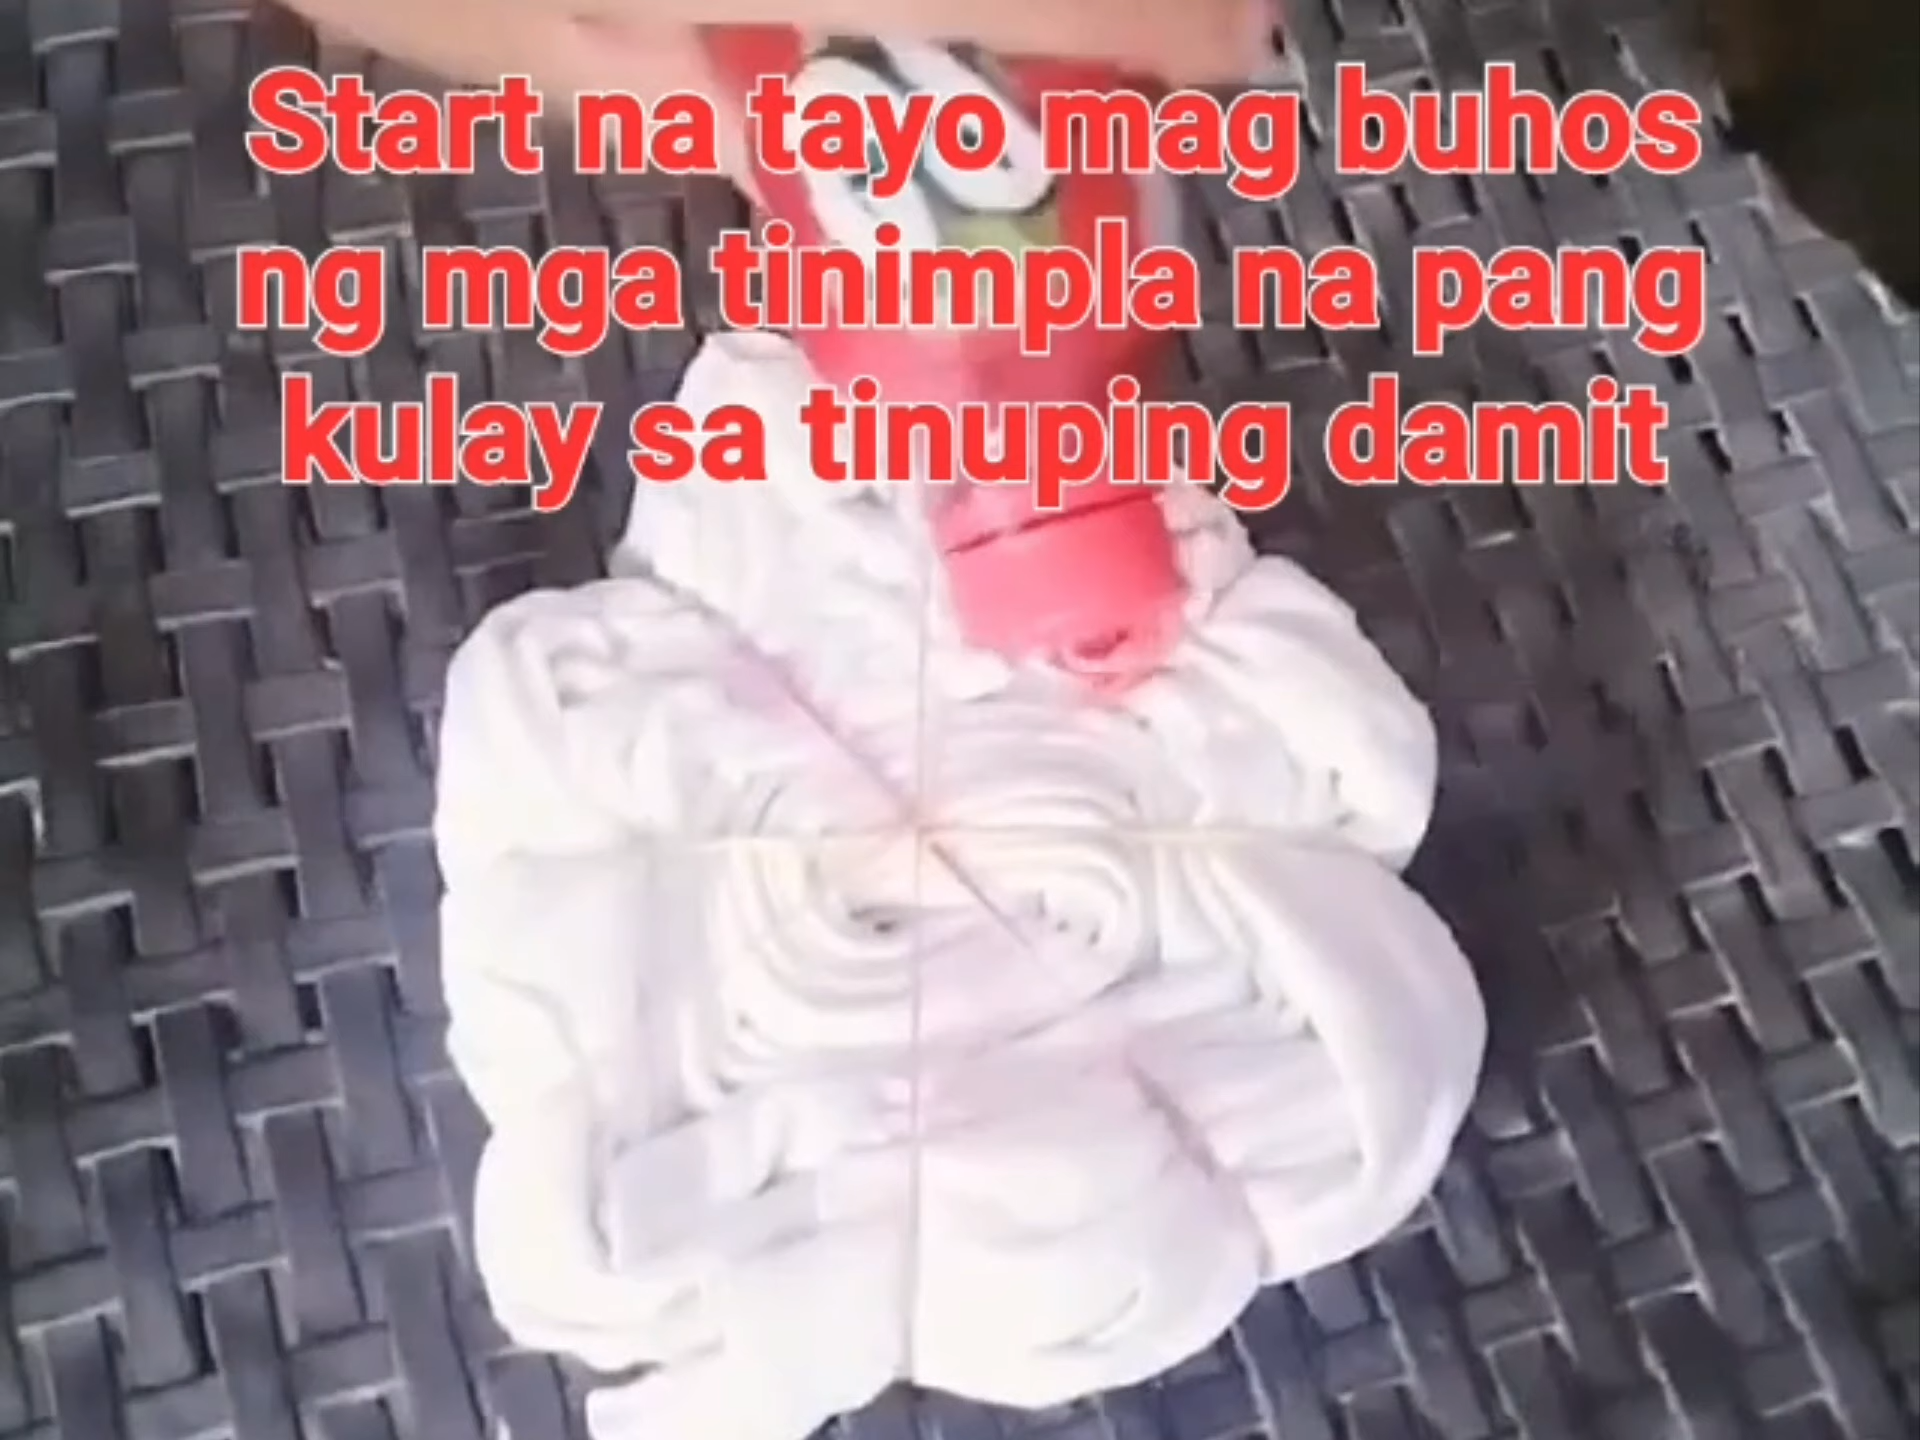 Start na tayo mag buhos
ng mga tinimpla na pang
kulay sa tinuping damit